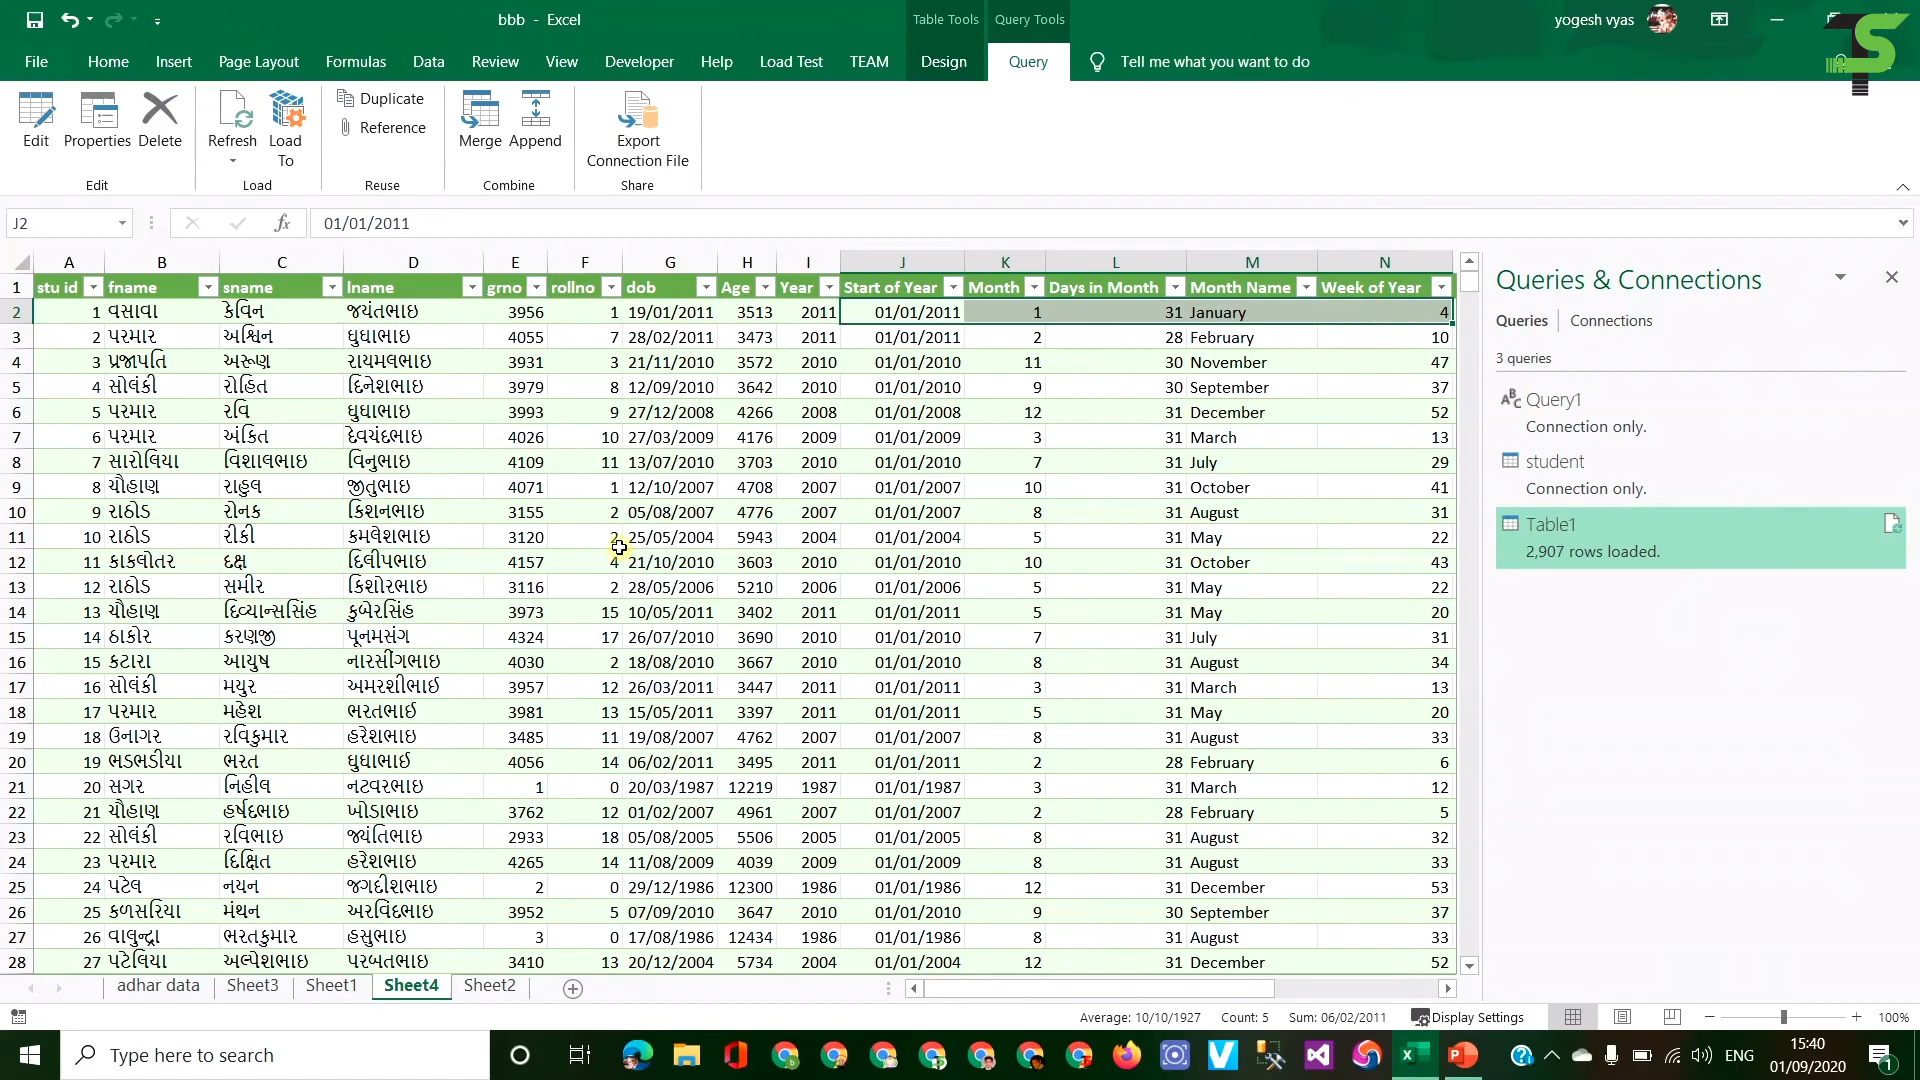 bbb - Excel
Table Tools
Query Tools
yogesh vyas
S
File
Home
Insert
Page Layout
Formulas
Data
Review
View
Developer
Help
Load Test
TEAM
Design
Query
Tell me what you want to do
Edit
Properties
Delete
Refresh
Load To
Duplicate
Reference
Merge
Append
Export Connection File
Edit
Load
Reuse
Combine
Share
J2
fx
01/01/2011
A B C D E F G H I J K L M N
1 stu id fname sname lname grno rollno dob Age Year Start of Year Month Days in Month Month Name Week of Year
2 1 વસાવા કેવિન જયંતભાઇ 3956 1 19/01/2011 3513 2011 01/01/2011 1 31 January 4
3 2 પરમાર અશ્વિન ઘુઘાભાઇ 4055 7 28/02/2011 3473 2011 01/01/2011 2 28 February 10
4 3 પ્રજાપતિ અરૂણ રાયમલભાઇ 3931 3 21/11/2010 3572 2010 01/01/2010 11 30 November 47
5 4 સોલંકી રોહિત દિનેશભાઇ 3979 8 12/09/2010 3642 2010 01/01/2010 9 30 September 37
6 5 પરમાર રવિ ઘુઘાભાઇ 3993 9 27/12/2008 4266 2008 01/01/2008 12 31 December 52
7 6 પરમાર અંકિત દેવચંદભાઇ 4026 10 27/03/2009 4176 2009 01/01/2009 3 31 March 13
8 7 સારોલિયા વિશાલભાઇ વિનુભાઇ 4109 11 13/07/2010 3703 2010 01/01/2010 7 31 July 29
9 8 ચૌહાણ રાહુલ જીતુભાઇ 4071 1 12/10/2007 4708 2007 01/01/2007 10 31 October 41
10 9 રાઠોડ રોનક કિશનભાઇ 3155 2 05/08/2007 4776 2007 01/01/2007 8 31 August 31
11 10 રાઠોડ રીકી કમલેશભાઇ 3120 2 25/05/2004 5943 2004 01/01/2004 5 31 May 22
12 11 કાકલોતર દક્ષ દિલીપભાઇ 4157 4 21/10/2010 3603 2010 01/01/2010 10 31 October 43
13 12 રાઠોડ સમીર કિશોરભાઇ 3116 2 28/05/2006 5210 2006 01/01/2006 5 31 May 22
14 13 ચૌહાણ દિવ્યાન્સસિંહ કુબેરસિંહ 3973 15 10/05/2011 3402 2011 01/01/2011 5 31 May 20
15 14 ઠાકોર કરણજી પૂનમસંગ 4324 17 26/07/2010 3690 2010 01/01/2010 7 31 July 31
16 15 કટારા આયુષ નારસીંગભાઇ 4030 2 18/08/2010 3667 2010 01/01/2010 8 31 August 34
17 16 સોલંકી મયુર અમરશીભાઈ 3957 12 26/03/2011 3447 2011 01/01/2011 3 31 March 13
18 17 પરમાર મહેશ ભરતભાઈ 3981 13 15/05/2011 3397 2011 01/01/2011 5 31 May 20
19 18 ઉનાગર રવિકુમાર હરેશભાઇ 3485 11 19/08/2007 4762 2007 01/01/2007 8 31 August 33
20 19 ભડભડીયા ભરત ઘુઘાભાઈ 4056 14 06/02/2011 3495 2011 01/01/2011 2 28 February 6
21 20 સગર નિહીલ નટવરભાઇ 1 0 20/03/1987 12219 1987 01/01/1987 3 31 March 12
22 21 ચૌહાણ હર્ષદભાઇ ખોડાભાઇ 3762 12 01/02/2007 4961 2007 01/01/2007 2 28 February 5
23 22 સોલંકી રવિભાઇ જ્યંતિભાઇ 2933 18 05/08/2005 5506 2005 01/01/2005 8 31 August 32
24 23 પરમાર દિક્ષિત હરેશભાઇ 4265 14 11/08/2009 4039 2009 01/01/2009 8 31 August 33
25 24 પટેલ નયન જગદીશભાઇ 2 0 29/12/1986 12300 1986 01/01/1986 12 31 December 53
26 25 કળસરિયા મંથન અરવિંદભાઇ 3952 5 07/09/2010 3647 2010 01/01/2010 9 30 September 37
27 26 વાલુન્દ્રા ભરતકુમાર હસુભાઇ 3 0 17/08/1986 12434 1986 01/01/1986 8 31 August 33
28 27 પટેલિયા અલ્પેશભાઇ પરબતભાઇ 3410 13 20/12/2004 5734 2004 01/01/2004 12 31 December 52
Queries & Connections
Queries
Connections
3 queries
ABC Query1
Connection only.
student
Connection only.
Table1
2,907 rows loaded.
adhar data
Sheet3
Sheet1
Sheet4
Sheet2
Average: 10/10/1927
Count: 5
Sum: 06/02/2011
Display Settings
100%
Type here to search
ENG
15:40
01/09/2020
1